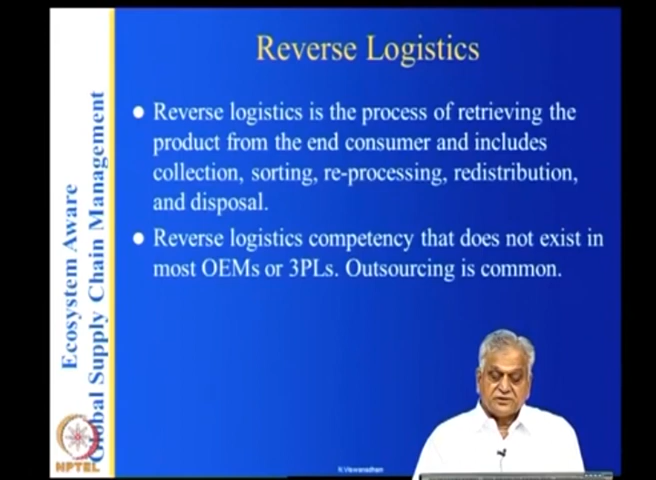 Reverse Logistics
Reverse logistics is the process of retrieving the
product from the end consumer and includes
collection, sorting, re-processing, redistribution,
and disposal.
Reverse logistics competency that does not exist in
most OEMs or 3PLs. Outsourcing is common.
Ecosystem Aware
Global Supply Chain Management
NPTEL
N.Viswanadham